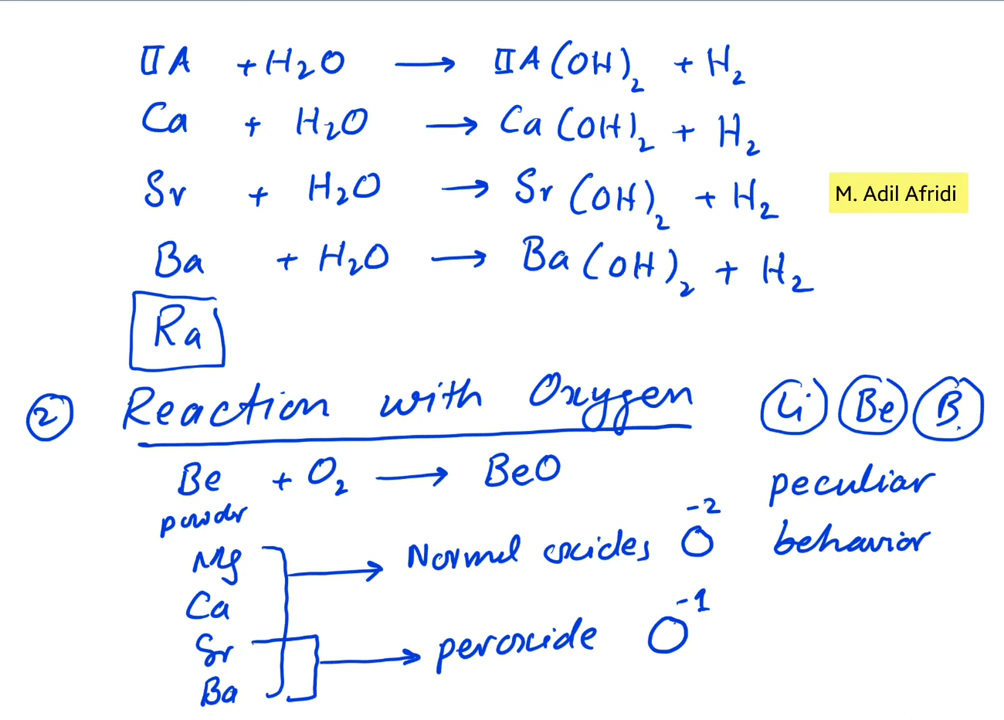 IIA + H₂O → IIA(OH)₂ + H₂
Ca + H₂O → Ca(OH)₂ + H₂
Sr + H₂O → Sr(OH)₂ + H₂
M. Adil Afridi
Ba + H₂O → Ba(OH)₂ + H₂
Ra
② Reaction with Oxygen Li Be B
Be + O₂ → BeO peculiar
powdr behavior
Mg → Normal oxides O⁻²
Ca
Sr → peroxide O⁻¹
Ba